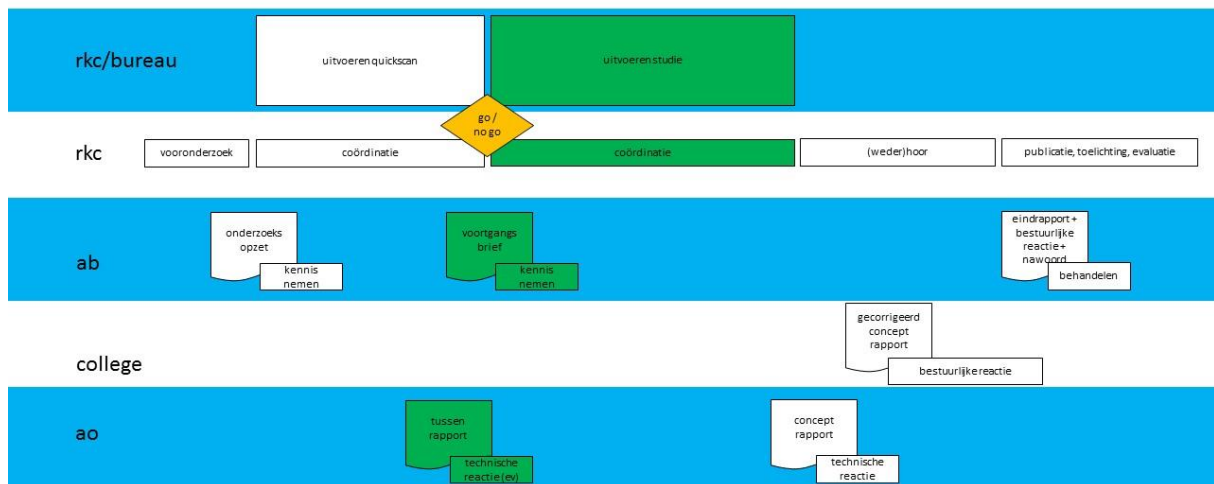 rkc/bureau
uitvoeren quickscan
uitvoeren studie
go /
no go
rkc
vooronderzoek
coördinatie
coördinatie
(weder)hoor
publicatie, toelichting, evaluatie
ab
onderzoeks
opzet
kennis
nemen
voortgangs
brief
kennis
nemen
eindrapport +
bestuurlijke
reactie +
nawoord
behandelen
college
gecorrigeerd
concept
rapport
bestuurlijke reactie
ao
tussen
rapport
technische
reactie (ev)
concept
rapport
technische
reactie